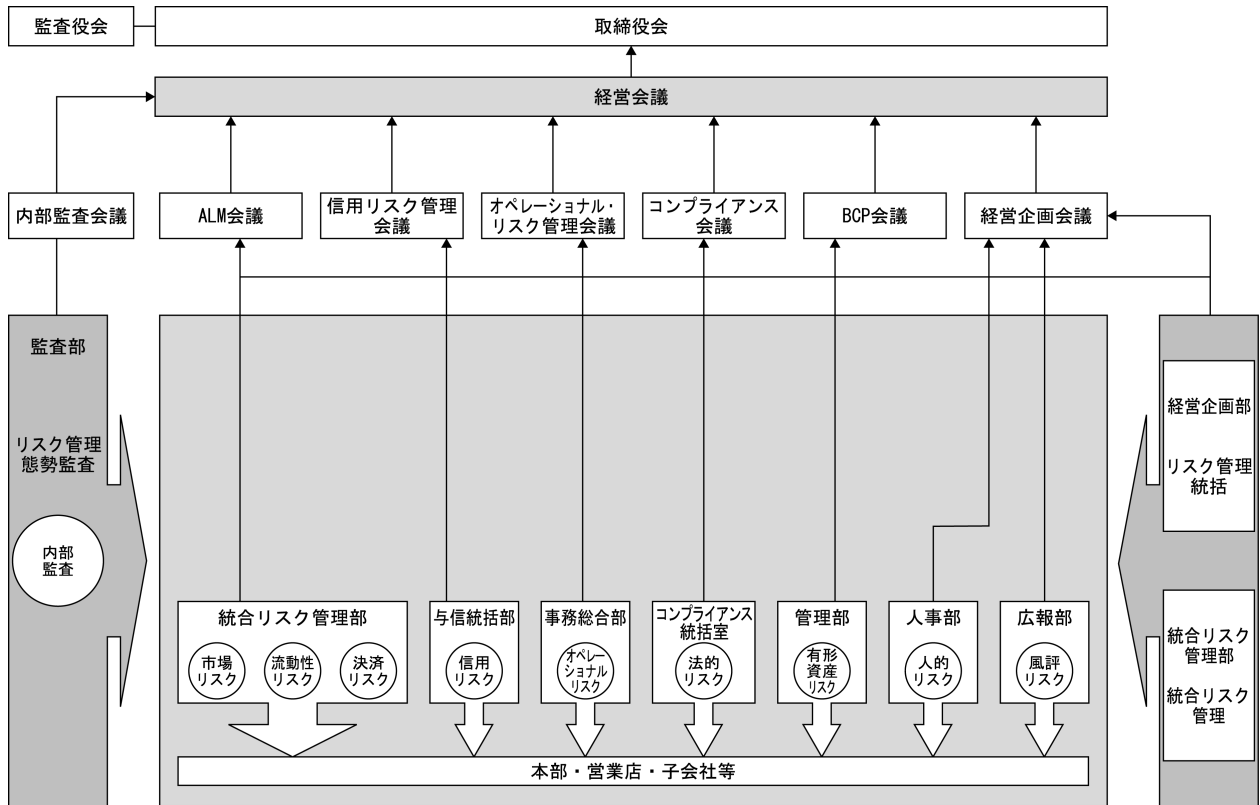 監査役会
取締役会
経営会議
内部監査会議
ALM会議
信用リスク管理
会議
オペレーショナル・
リスク管理会議
コンプライアンス
会議
BCP会議
経営企画会議
監査部
リスク管理
態勢監査
内部
監査
統合リスク管理部
市場
リスク
流動性
リスク
決済
リスク
与信統括部
信用
リスク
事務総合部
オペレー
ショナル
リスク
コンプライアンス
統括室
法的
リスク
管理部
有形
資産
リスク
人事部
人的
リスク
広報部
風評
リスク
本部・営業店・子会社等
経営企画部
リスク管理
統括
統合リスク
管理部
統合リスク
管理